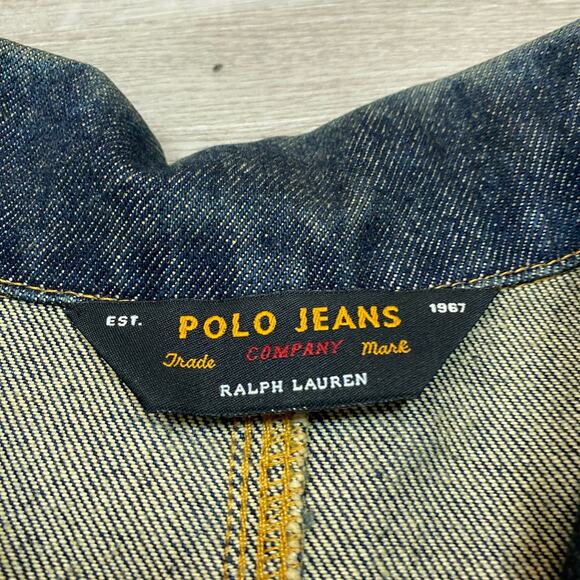 EST. POLO JEANS 1967
Trade COMPANY Mark
RALPH LAUREN